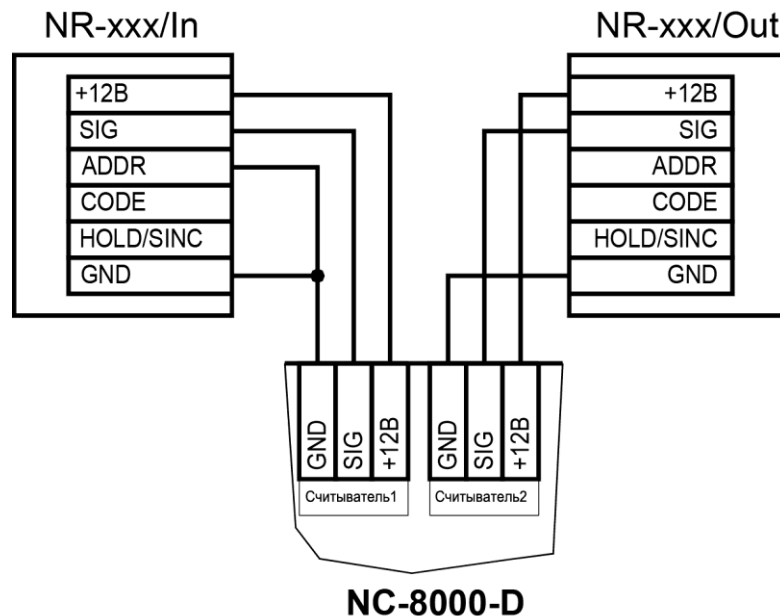 NR-xxx/In
+12В
SIG
ADDR
CODE
HOLD/SINC
GND
NR-xxx/Out
+12В
SIG
ADDR
CODE
HOLD/SINC
GND
GND
SIG
+12В
Считыватель1
GND
SIG
+12В
Считыватель2
NC-8000-D